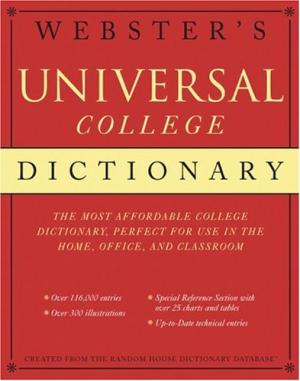 WEBSTER'S
UNIVERSAL
COLLEGE
DICTIONARY
THE MOST AFFORDABLE COLLEGE
DICTIONARY, PERFECT FOR USE IN THE
HOME, OFFICE, AND CLASSROOM
* Over 116,000 entries
* Over 300 illustrations
* Special Reference Section with
over 25 charts and tables
* Up-to-Date technical entries
CREATED FROM THE RANDOM HOUSE DICTIONARY DATABASE™